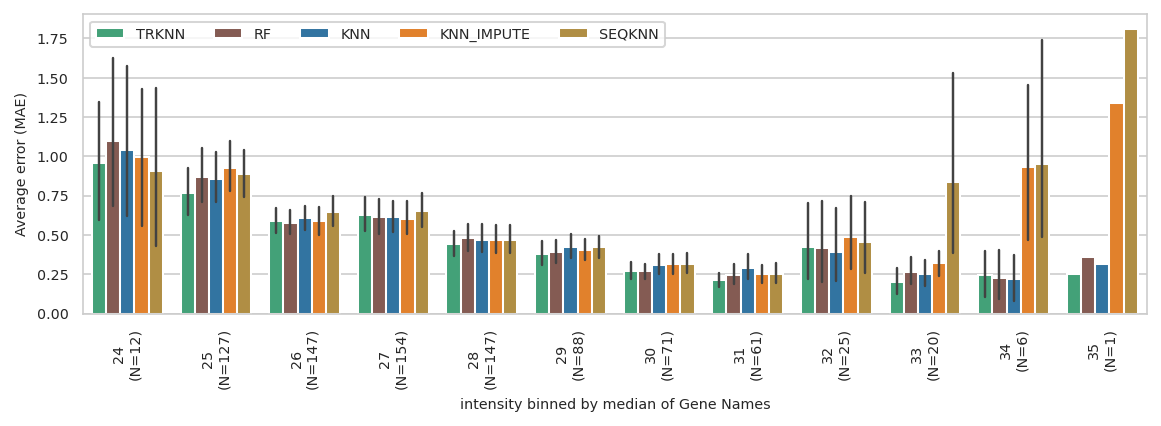 TRKNN RF KNN KNN_IMPUTE SEQKNN
Average error (MAE)
1.75
1.50
1.25
1.00
0.75
0.50
0.25
0.00
24
(N=12)
25
(N=127)
26
(N=147)
27
(N=154)
28
(N=147)
29
(N=88)
30
(N=71)
31
(N=61)
32
(N=25)
33
(N=20)
34
(N=6)
35
(N=1)
intensity binned by median of Gene Names